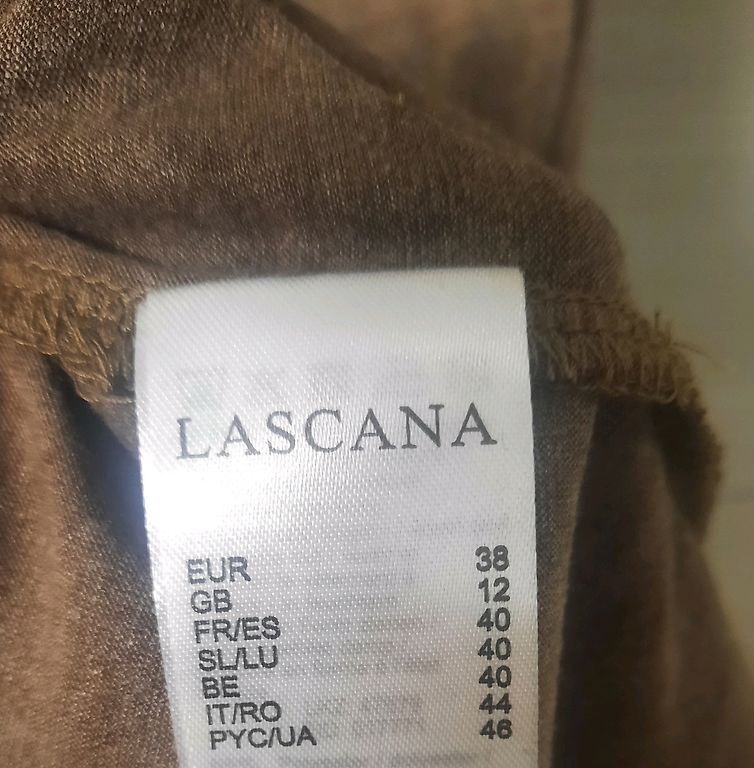 LASCANA
EUR 38
GB 12
FR/ES 40
SL/LU 40
BE 40
IT/RO 44
PYC/UA 46